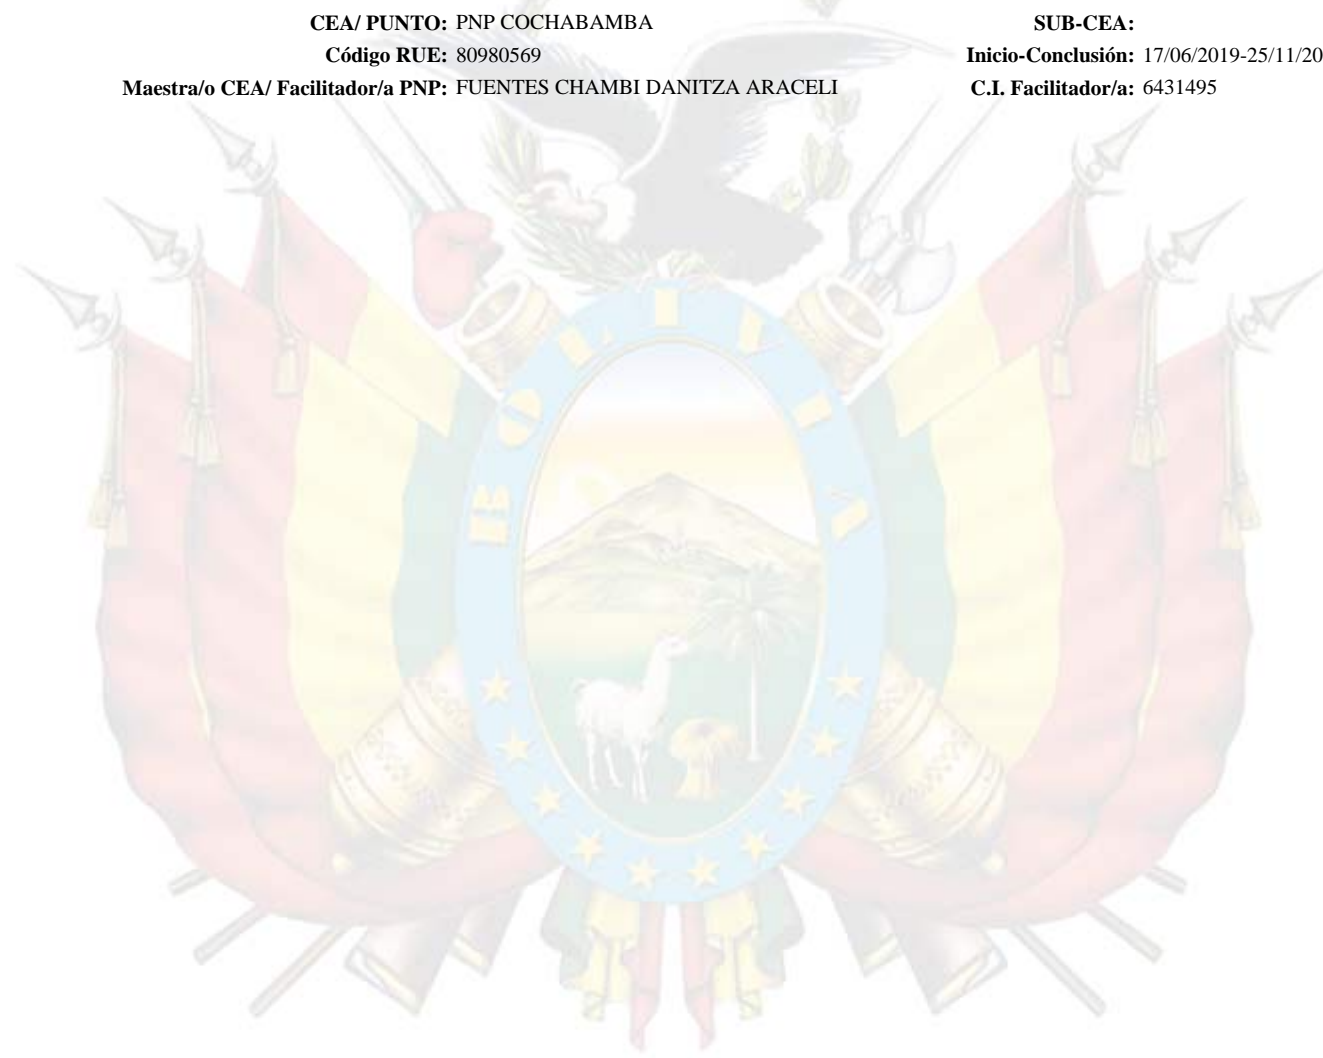 CEA/ PUNTO: PNP COCHABAMBA SUB-CEA:
Código RUE: 80980569 Inicio-Conclusión: 17/06/2019-25/11/20
Maestra/o CEA/ Facilitador/a PNP: FUENTES CHAMBI DANITZA ARACELI C.I. Facilitador/a: 6431495
BOLIVIA